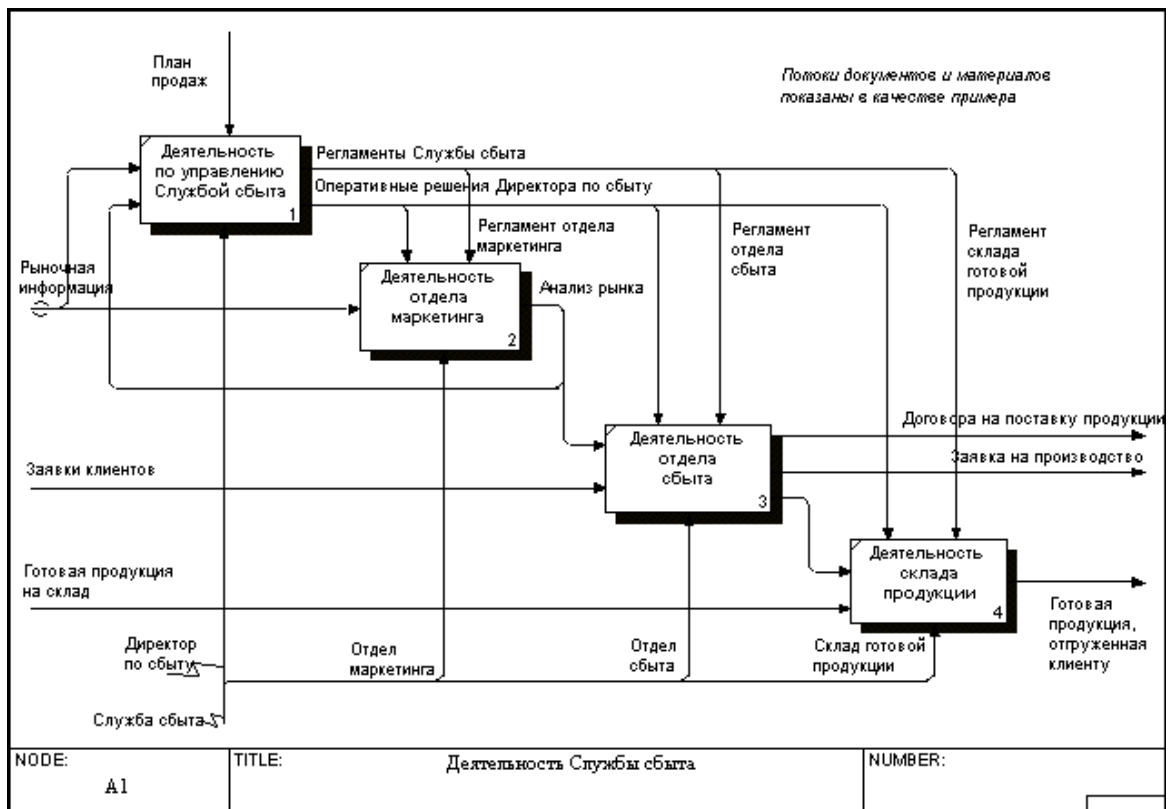 План
продаж
Потоки документов и материалов
показаны в качестве примера
Деятельность
по управлению
Службой сбыта
1
Регламенты Службы сбыта
Оперативные решения Директора по сбыту
Регламент отдела
маркетинга
Регламент
отдела
сбыта
Регламент
склада
готовой
продукции
Рыночная
информация
Деятельность
отдела
маркетинга
2
Анализ рынка
Деятельность
отдела
сбыта
3
Договора на поставку продукции
Заявка на производство
Заявки клиентов
Деятельность
склада
продукции
4
Готовая продукция
на склад
Готовая
продукция,
отгруженная
клиенту
Директор
по сбыту
Отдел
маркетинга
Отдел
сбыта
Склад готовой
продукции
Служба сбыта
NODE:
A1
TITLE:
Деятельность Службы сбыта
NUMBER: